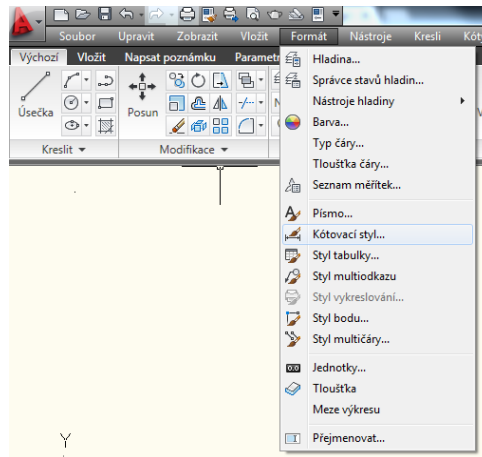 Soubor Upravit Zobrazit Vložit Formát Nástroje Kresli
Výchozí Vložit Napsat poznámku
Hladina...
Správce stavů hladin...
Nástroje hladiny
Barva...
Typ čáry...
Tloušťka čáry...
Seznam měřítek...
Písmo...
Kótovací styl...
Styl tabulky...
Styl multiodkazu
Styl vykreslování...
Styl bodu...
Styl multičáry...
Jednotky...
Tloušťka
Meze výkresu
Přejmenovat...
Úsečka
Posun
Kreslit
Modifikace
Y